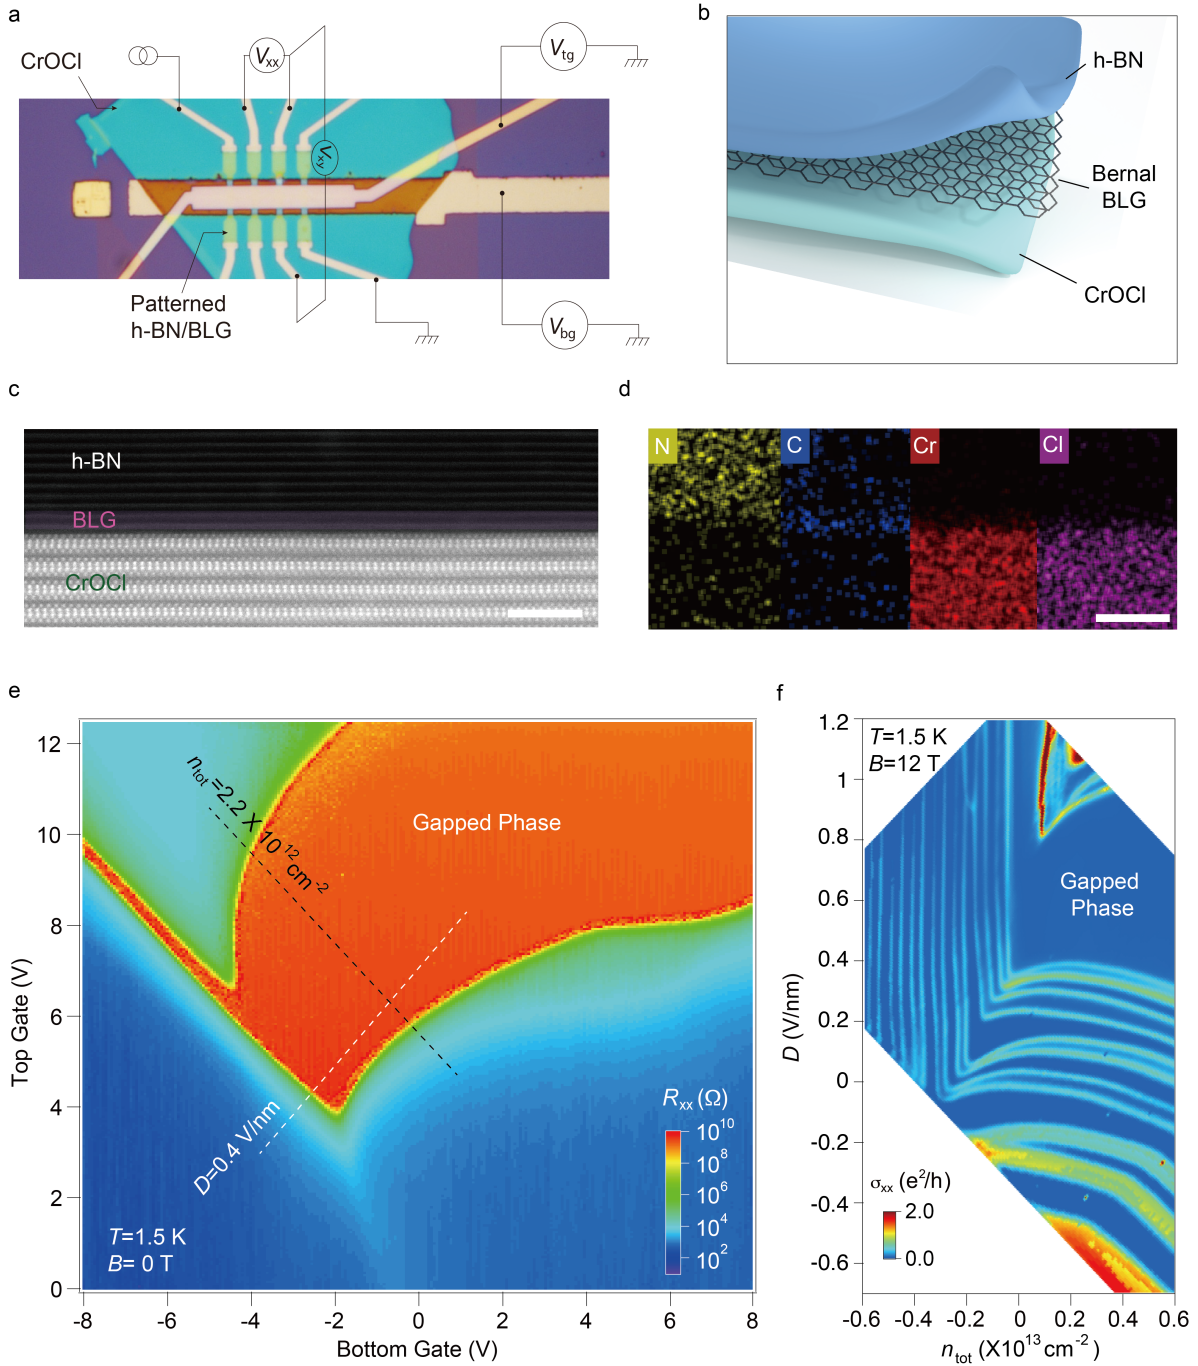 a
CrOCl
Vxx
Vtg
Vxy
Patterned
h-BN/BLG
Vbg
b
h-BN
Bernal
BLG
CrOCl
c
h-BN
BLG
CrOCl
d
N
C
Cr
Cl
e
12
10
8
6
4
2
0
Top Gate (V)
ntot=2.2 X 10^12 cm^-2
Gapped Phase
D=0.4 V/nm
T=1.5 K
B= 0 T
Rxx (Ω)
10^10
10^8
10^6
10^4
10^2
-8
-6
-4
-2
0
2
4
6
8
Bottom Gate (V)
f
T=1.5 K
B=12 T
1.2
1
0.8
0.6
0.4
0.2
0
-0.2
-0.4
-0.6
D (V/nm)
Gapped
Phase
σxx (e^2/h)
2.0
0.0
-0.6
-0.4
-0.2
0
0.2
0.4
0.6
ntot (X10^13 cm^-2)